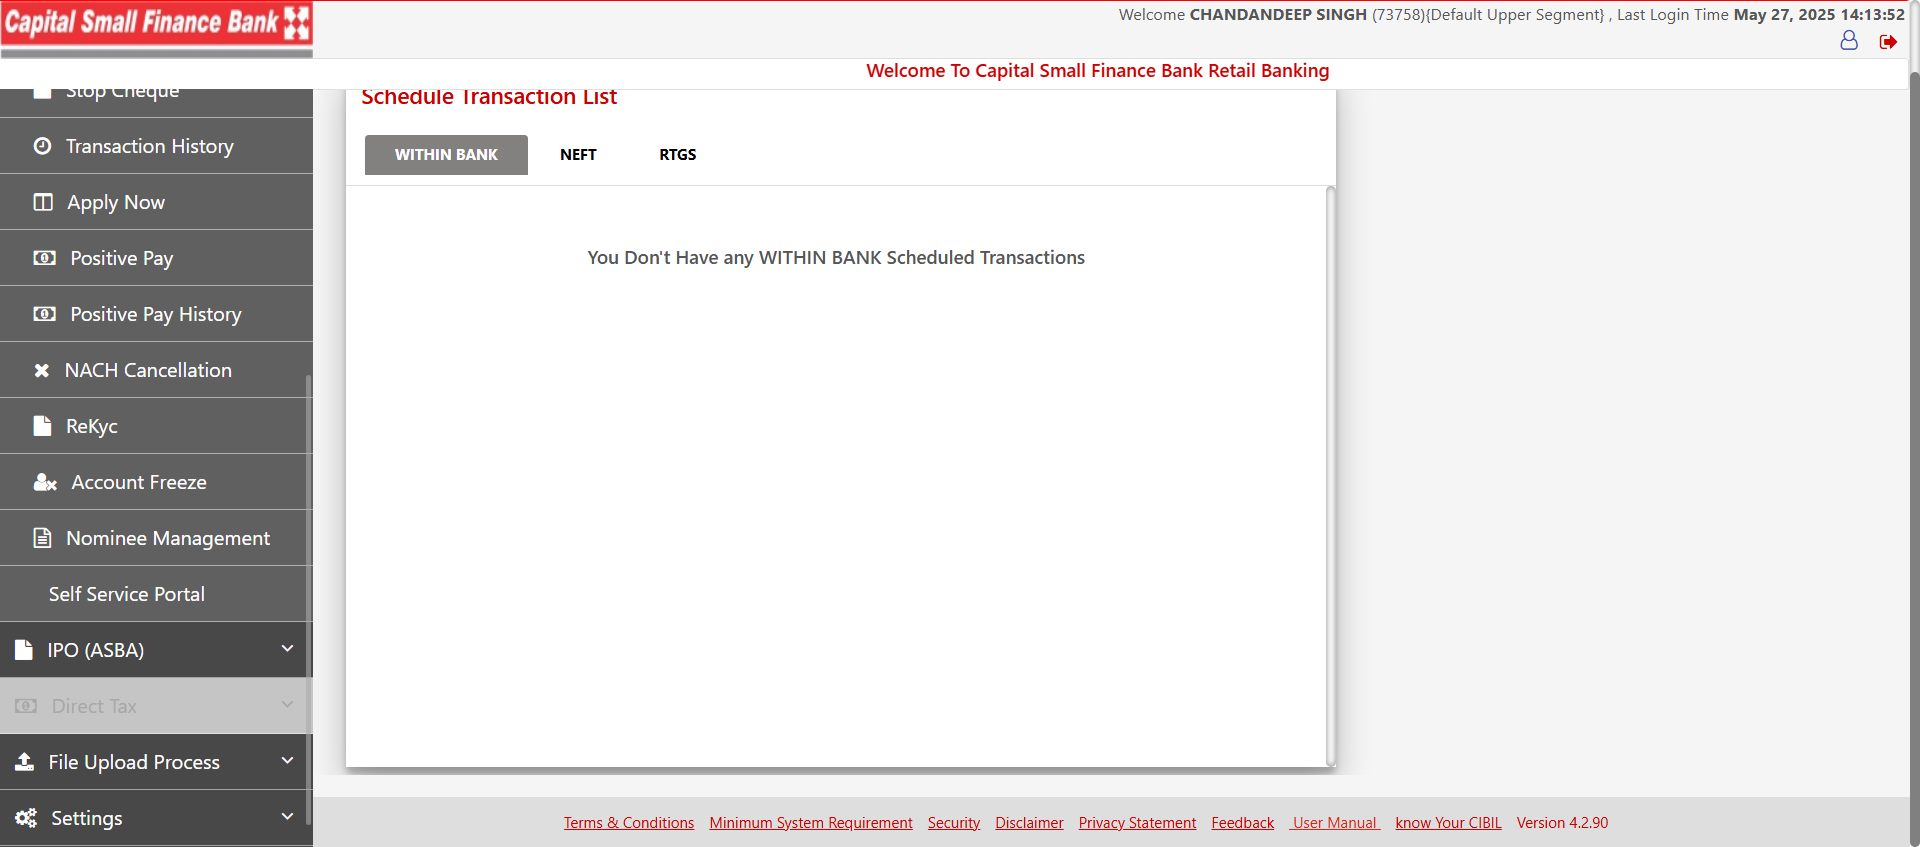 Capital Small Finance Bank
Welcome CHANDANDEEP SINGH (73758){Default Upper Segment} , Last Login Time May 27, 2025 14:13:52
Welcome To Capital Small Finance Bank Retail Banking
Stop Cheque
Transaction History
Apply Now
Positive Pay
Positive Pay History
NACH Cancellation
ReKyc
Account Freeze
Nominee Management
Self Service Portal
IPO (ASBA)
Direct Tax
File Upload Process
Settings
Schedule Transaction List
WITHIN BANK NEFT RTGS
You Don't Have any WITHIN BANK Scheduled Transactions
Terms & Conditions Minimum System Requirement Security Disclaimer Privacy Statement Feedback User Manual know Your CIBIL Version 4.2.90